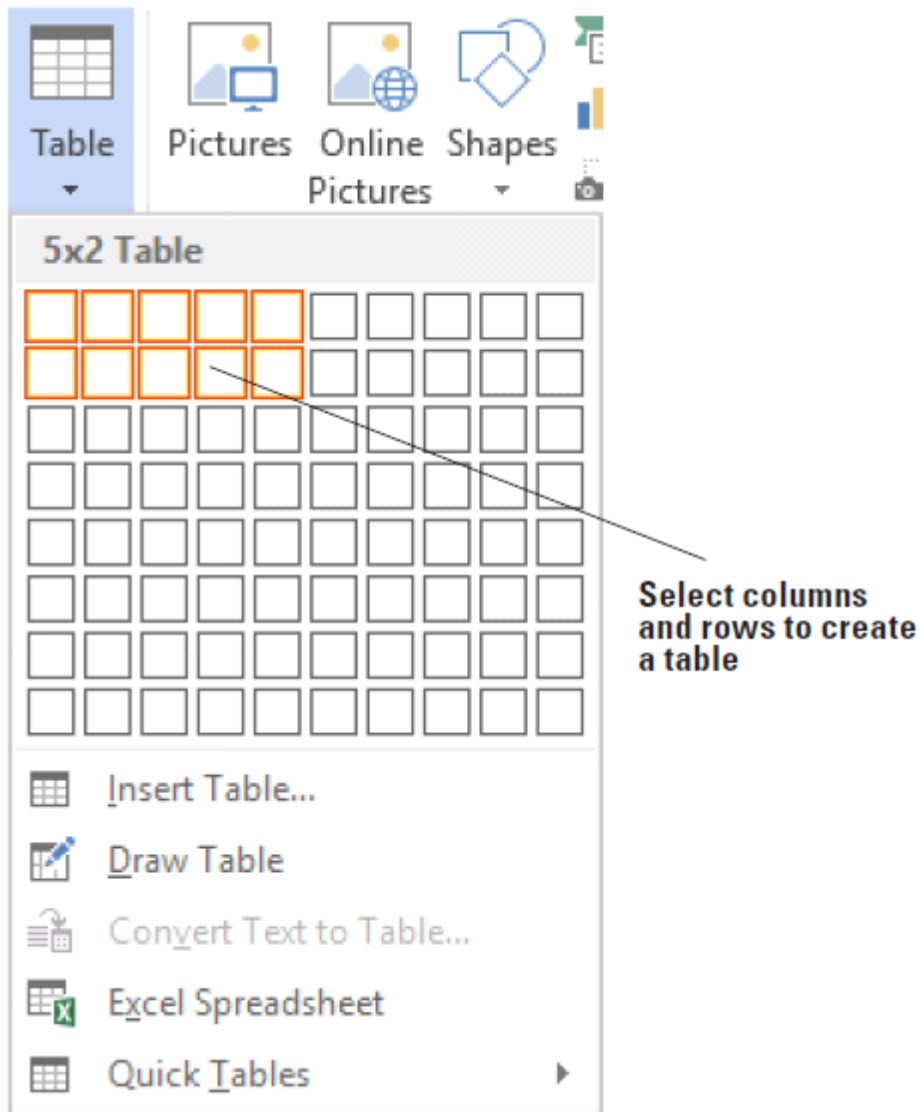 Table Pictures Online Shapes
Pictures
5x2 Table
Select columns
and rows to create
a table
Insert Table...
Draw Table
Convert Text to Table...
Excel Spreadsheet
Quick Tables